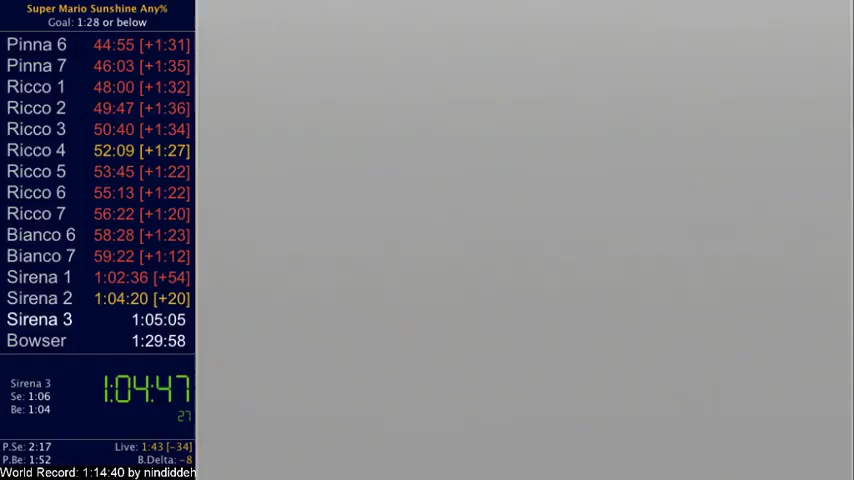 Super Mario Sunshine Any%
Goal: 1:28 or below
Pinna 6 44:55 [+1:31]
Pinna 7 46:03 [+1:35]
Ricco 1 48:00 [+1:32]
Ricco 2 49:47 [+1:36]
Ricco 3 50:40 [+1:34]
Ricco 4 52:09 [+1:27]
Ricco 5 53:45 [+1:22]
Ricco 6 55:13 [+1:22]
Ricco 7 56:22 [+1:20]
Bianco 6 58:28 [+1:23]
Bianco 7 59:22 [+1:12]
Sirena 1 1:02:36 [+54]
Sirena 2 1:04:20 [+20]
Sirena 3 1:05:05
Bowser 1:29:58
Sirena 3 1:04:47
Se: 1:06
Be: 1:04 27
P.Se: 2:17 Live: 1:43 [-34]
P.Be: 1:52 B.Delta: -8
World Record: 1:14:40 by nindiddeh